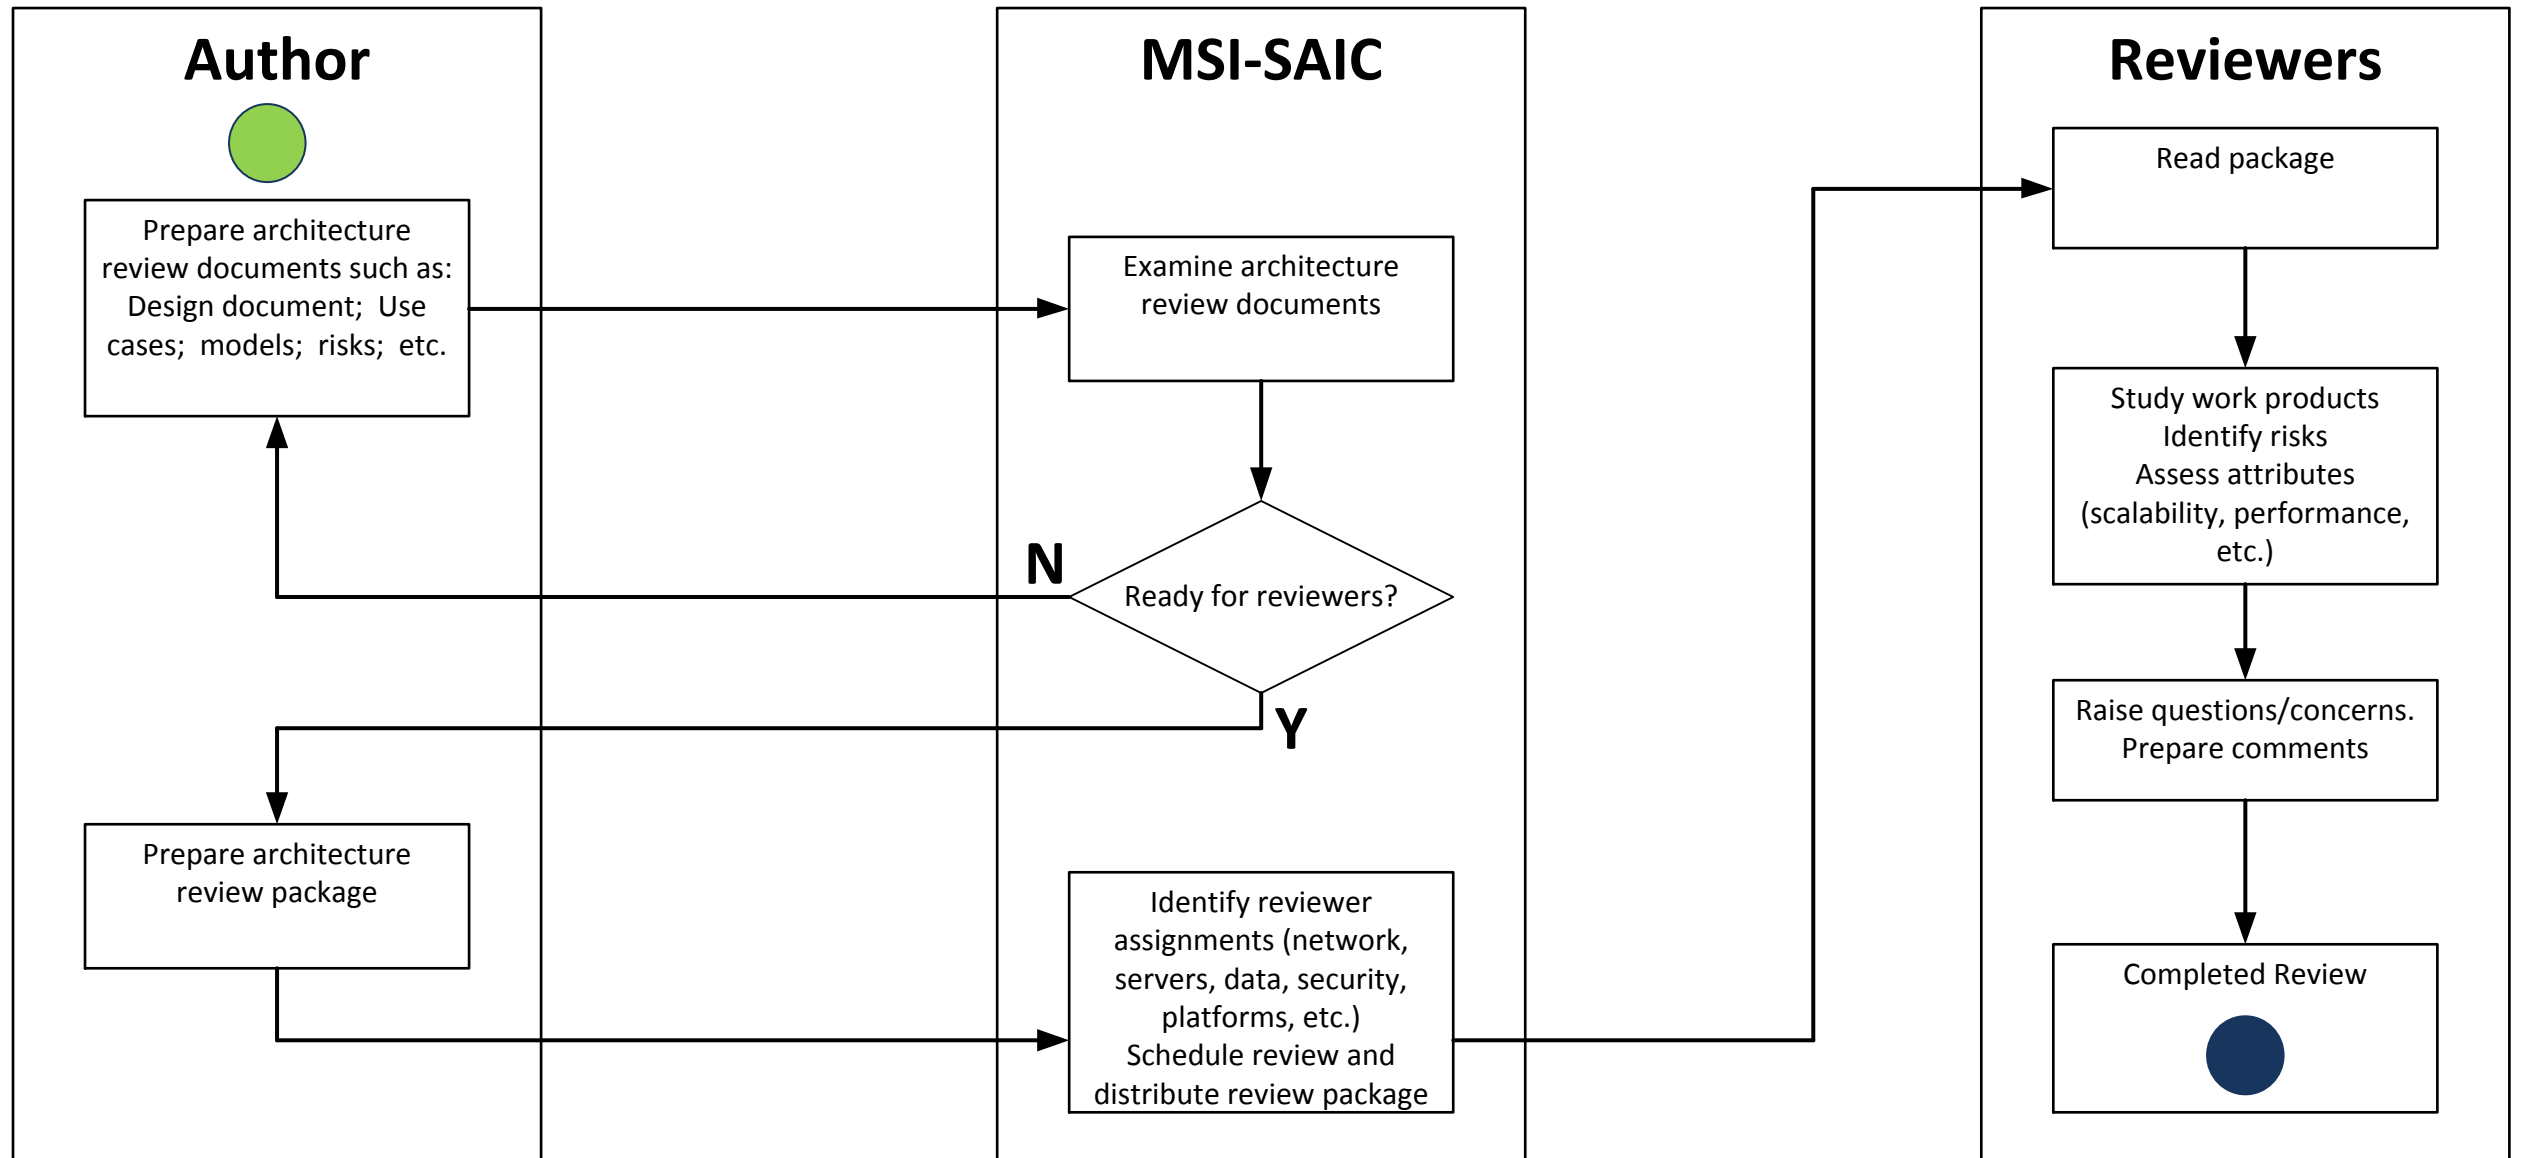 Author
Prepare architecture
review documents such as:
Design document;  Use
cases;  models;  risks;  etc.
Prepare architecture
review package
MSI-SAIC
Examine architecture
review documents
N
Ready for reviewers?
Y
Identify reviewer
assignments (network,
servers, data, security,
platforms, etc.)
Schedule review and
distribute review package
Reviewers
Read package
Study work products
Identify risks
Assess attributes
(scalability, performance,
etc.)
Raise questions/concerns.
Prepare comments
Completed Review